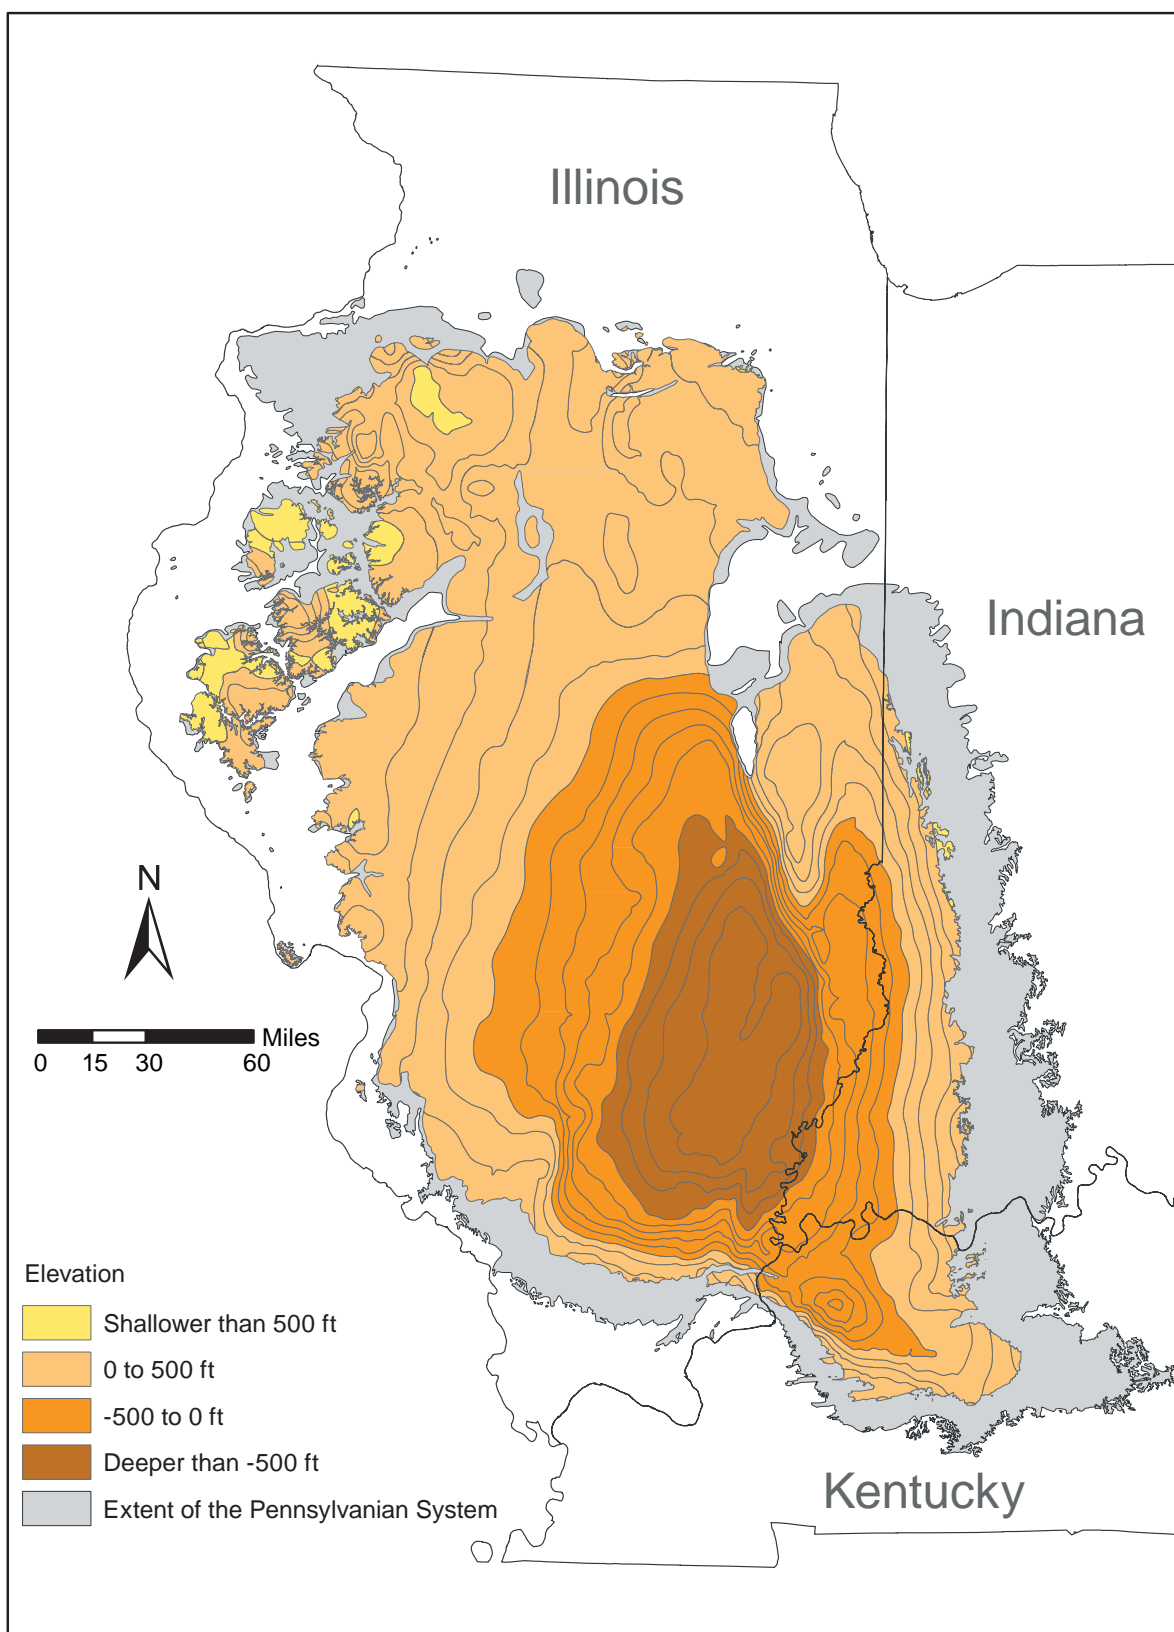 Illinois
Indiana
N
Miles
0 15 30 60
Elevation
Shallower than 500 ft
0 to 500 ft
-500 to 0 ft
Deeper than -500 ft
Extent of the Pennsylvanian System
Kentucky